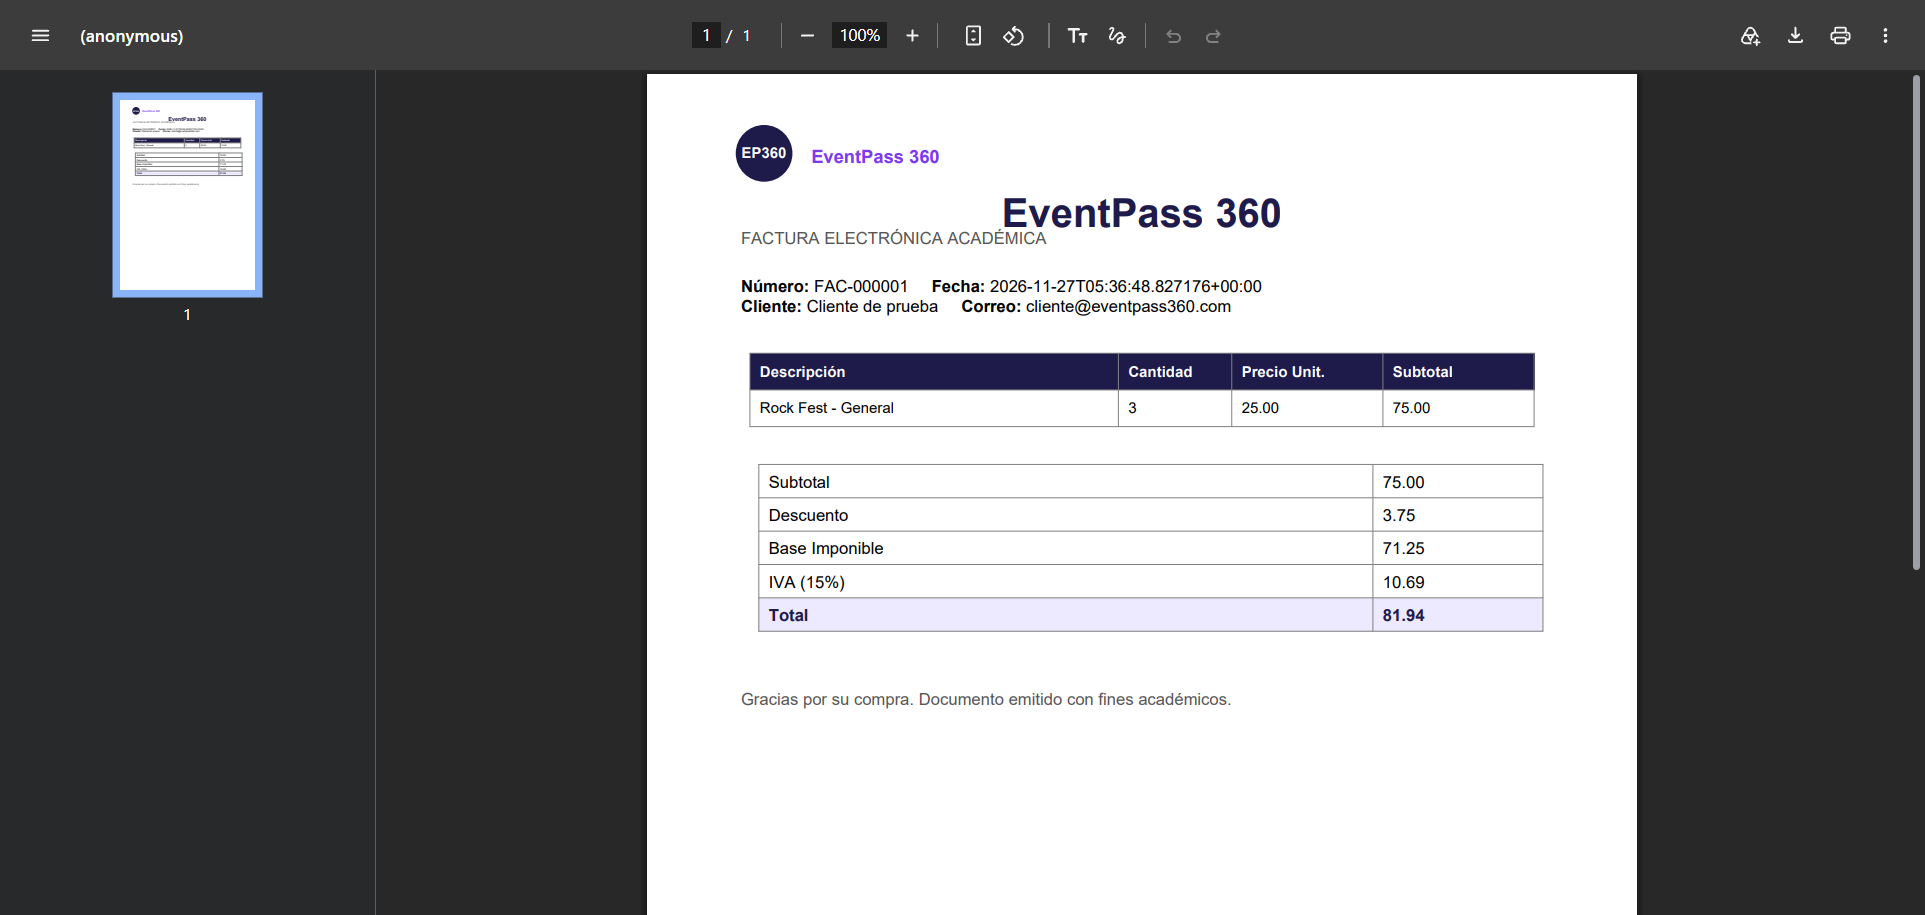 (anonymous)
1 / 1
100%
1
EP360
EventPass 360
EventPass 360
FACTURA ELECTRÓNICA ACADÉMICA
Número: FAC-000001 Fecha: 2026-11-27T05:36:48.827176+00:00
Cliente: Cliente de prueba Correo: cliente@eventpass360.com
Descripción Cantidad Precio Unit. Subtotal
Rock Fest - General 3 25.00 75.00
Subtotal 75.00
Descuento 3.75
Base Imponible 71.25
IVA (15%) 10.69
Total 81.94
Gracias por su compra. Documento emitido con fines académicos.